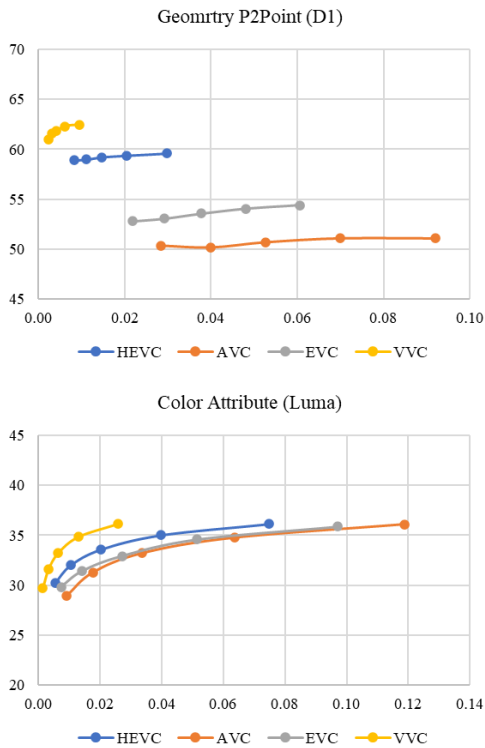 Geomrtry P2Point (D1)
70
65
60
55
50
45
0.00 0.02 0.04 0.06 0.08 0.10
HEVC AVC EVC VVC
Color Attribute (Luma)
45
40
35
30
25
20
0.00 0.02 0.04 0.06 0.08 0.10 0.12 0.14
HEVC AVC EVC VVC